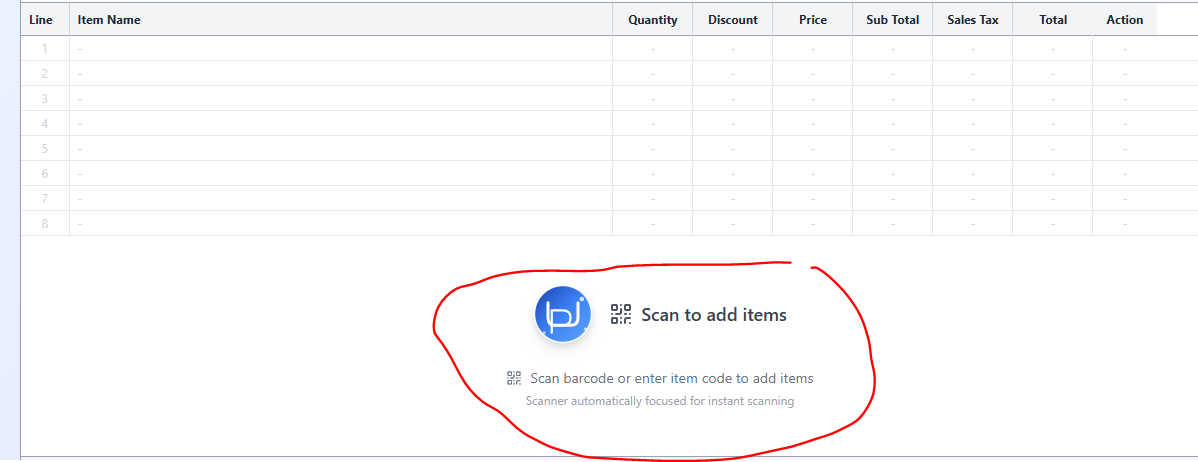 Line Item Name Quantity Discount Price Sub Total Sales Tax Total Action
1 - - - - - - - -
2 - - - - - - - -
3 - - - - - - - -
4 - - - - - - - -
5 - - - - - - - -
6 - - - - - - - -
7 - - - - - - - -
8 - - - - - - - -
Scan to add items
Scan barcode or enter item code to add items
Scanner automatically focused for instant scanning